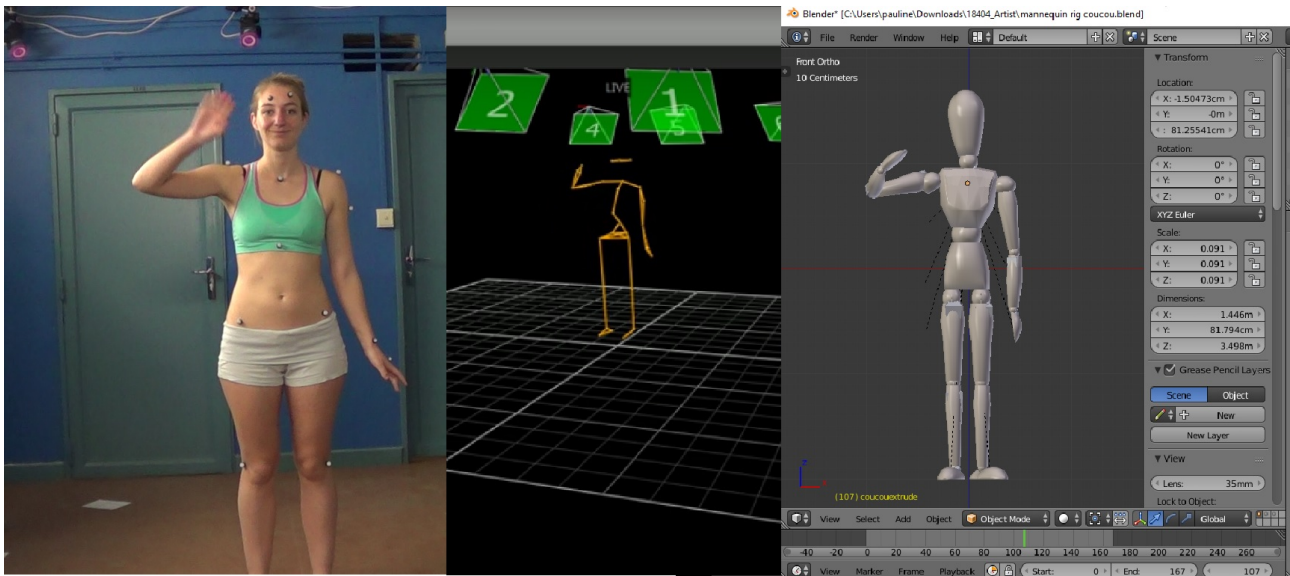 Blender* [C:\Users\pauline\Downloads\18404_Artist\mannequin rig coucou.blend]
File Render Window Help Default Scene
Front Ortho
10 Centimeters
LIVE
2
1
4
5
Transform
Location:
X: -1.50473cm
Y: -0m
: 81.25541cm
Rotation:
X: 0°
Y: 0°
Z: 0°
XYZ Euler
Scale:
X: 0.091
Y: 0.091
Z: 0.091
Dimensions:
X: 1.446m
Y: 81.794cm
Z: 3.498m
Grease Pencil Layers
Scene Object
New
New Layer
View
Lens: 35mm
Lock to Object:
z
(107) coucouextrude
View Select Add Object Object Mode Global
-40 -20 0 20 40 60 80 100 120 140 160 180 200 220 240 260
View Marker Frame Playback Start: 0 End: 167 107